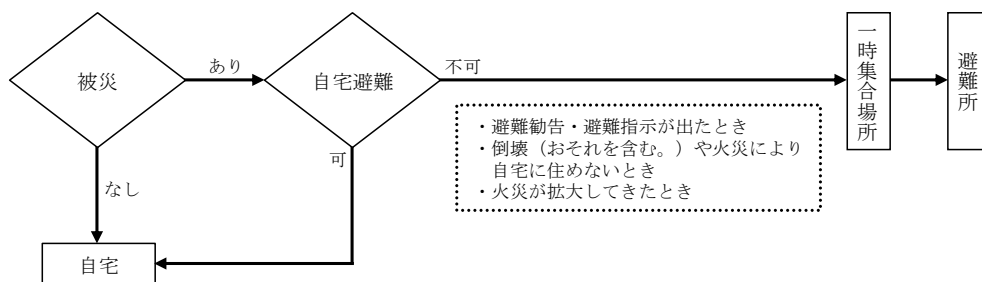 被災
あり
自宅避難
不可
一時集合場所
避難所
・避難勧告・避難指示が出たとき
・倒壊（おそれを含む。）や火災により
自宅に住めないとき
・火災が拡大してきたとき
可
なし
自宅